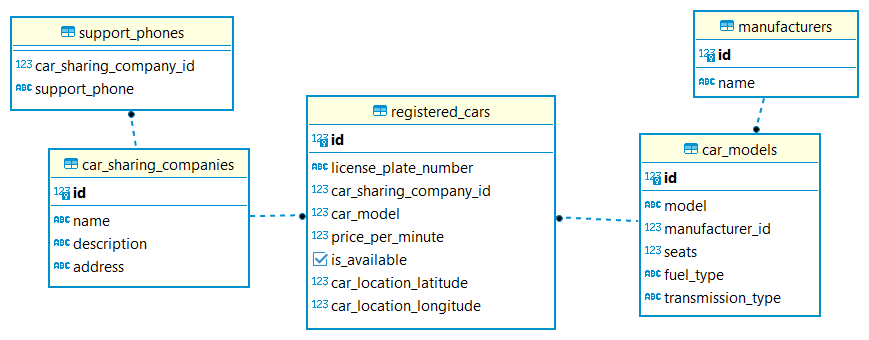 support_phones
123 car_sharing_company_id
ABC support_phone
car_sharing_companies
123 id
ABC name
ABC description
ABC address
registered_cars
123 id
ABC license_plate_number
123 car_sharing_company_id
123 car_model
123 price_per_minute
is_available
123 car_location_latitude
123 car_location_longitude
manufacturers
123 id
ABC name
car_models
123 id
ABC model
123 manufacturer_id
123 seats
ABC fuel_type
ABC transmission_type